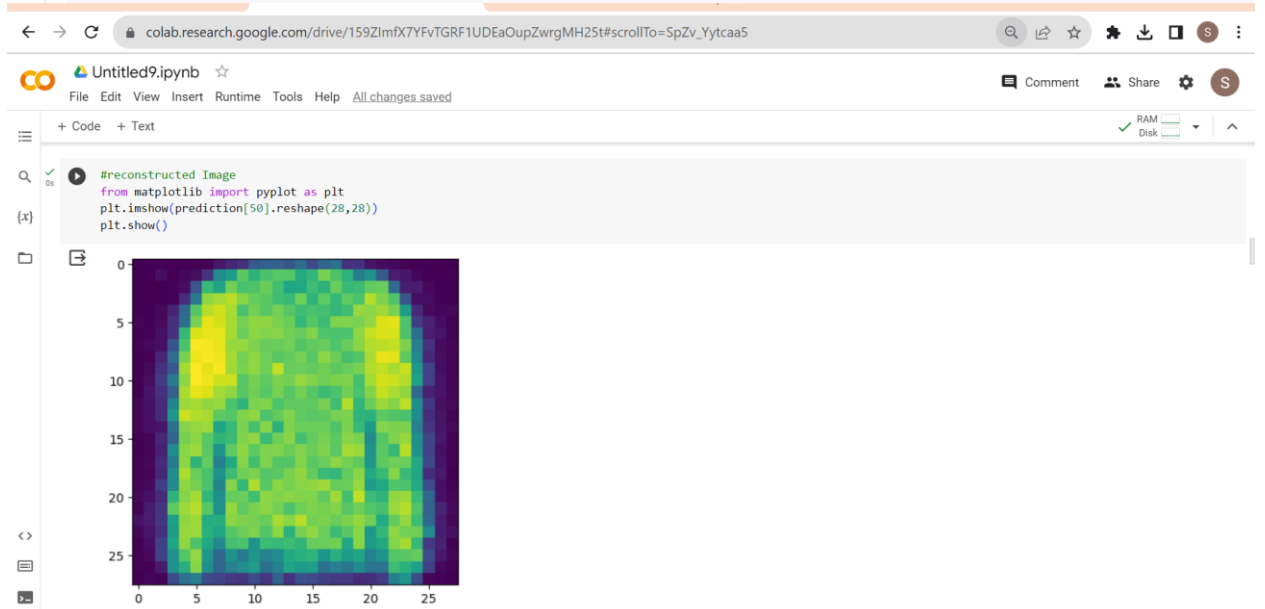 colab.research.google.com/drive/159ZImfX7YFvTGRF1UDEaOupZwrgMH25t#scrollTo=SpZv_Yytcaa5
S
CO
Untitled9.ipynb
File Edit View Insert Runtime Tools Help All changes saved
Comment
Share
S
+ Code + Text
RAM
Disk
0s
{x}
#reconstructed Image
from matplotlib import pyplot as plt
plt.imshow(prediction[50].reshape(28,28))
plt.show()
0
5
10
15
20
25
0 5 10 15 20 25